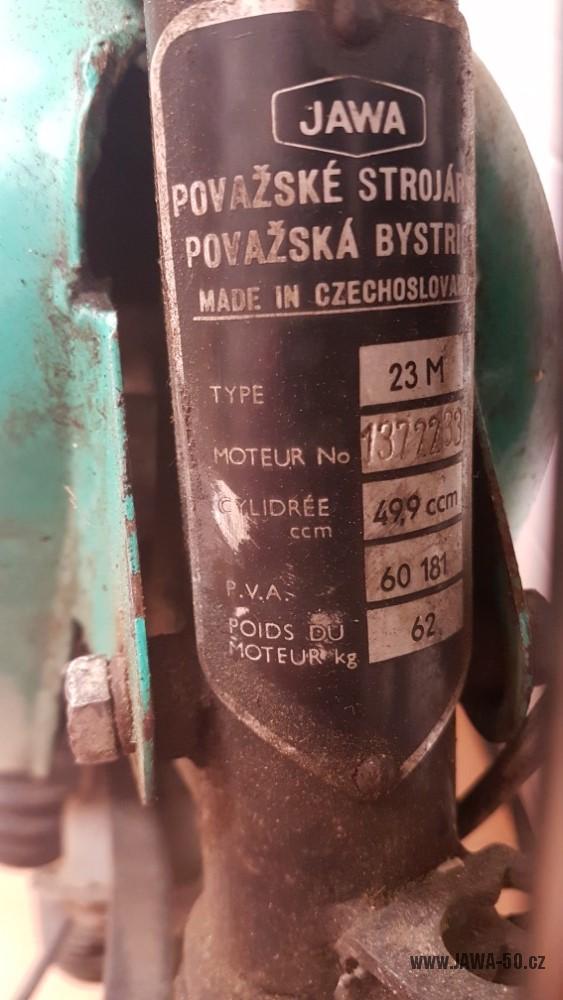 JAWA
POVAŽSKÉ STROJÁR
POVAŽSKÁ BYSTRI
MADE IN CZECHOSLOVA
TYPE 23 M
MOTEUR No 1372233
CYLIDRÉE ccm 49,9 ccm
P.V.A. 60 181
POIDS DU MOTEUR kg 62
www.JAWA-50.cz